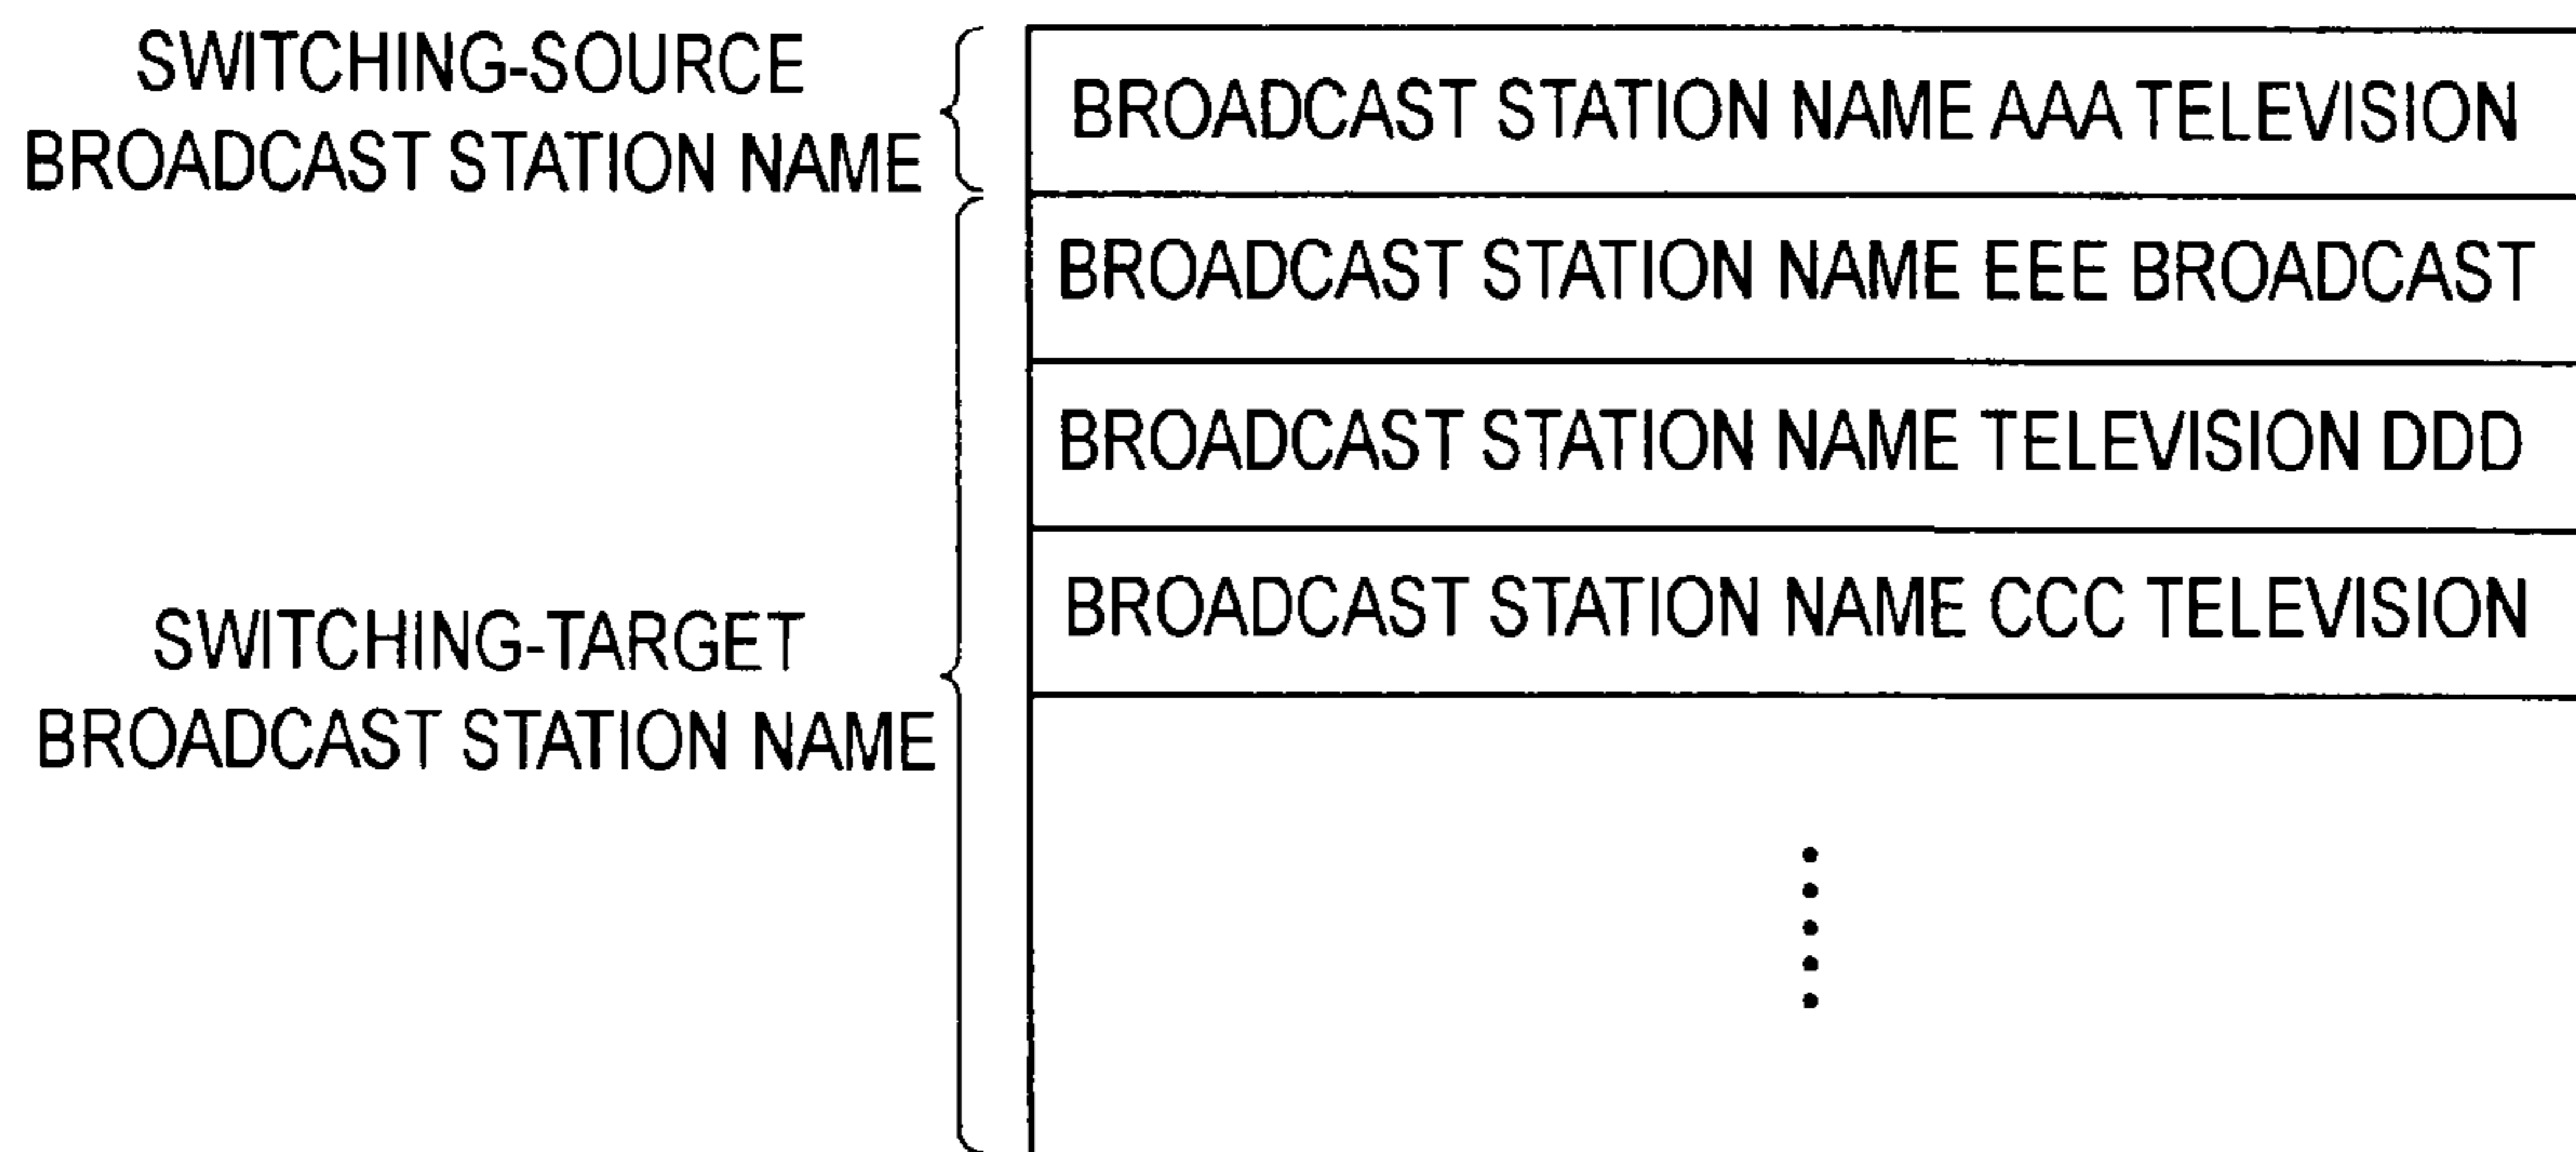 SWITCHING-SOURCE
BROADCAST STATION NAME
BROADCAST STATION NAME AAA TELEVISION
BROADCAST STATION NAME EEE BROADCAST
BROADCAST STATION NAME TELEVISION DDD
BROADCAST STATION NAME CCC TELEVISION
SWITCHING-TARGET
BROADCAST STATION NAME